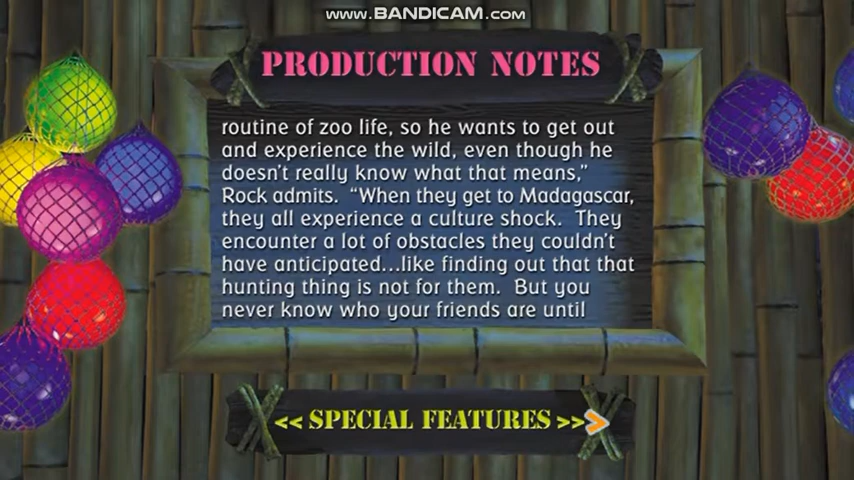 www.BANDICAM.com
PRODUCTION NOTES
routine of zoo life, so he wants to get out
and experience the wild, even though he
doesn't really know what that means,"
Rock admits.  "When they get to Madagascar,
they all experience a culture shock.  They
encounter a lot of obstacles they couldn't
have anticipated...like finding out that that
hunting thing is not for them.  But you
never know who your friends are until
<< SPECIAL FEATURES >>